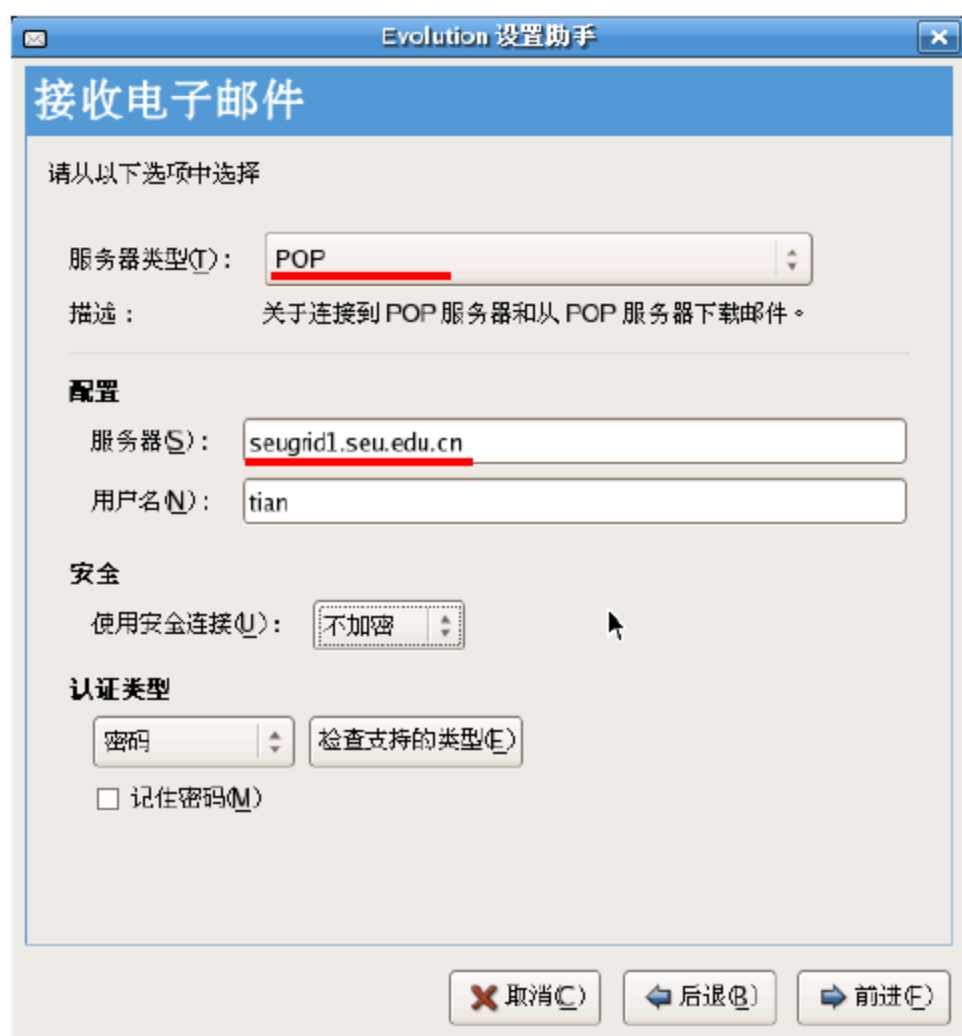 Evolution 设置助手
接收电子邮件
请从以下选项中选择
服务器类型(T): POP
描述: 关于连接到 POP 服务器和从 POP 服务器下载邮件。
配置
服务器(S): seugrid1.seu.edu.cn
用户名(N): tian
安全
使用安全连接(U): 不加密
认证类型
密码 检查支持的类型(E)
记住密码(M)
取消(C) 后退(B) 前进(F)